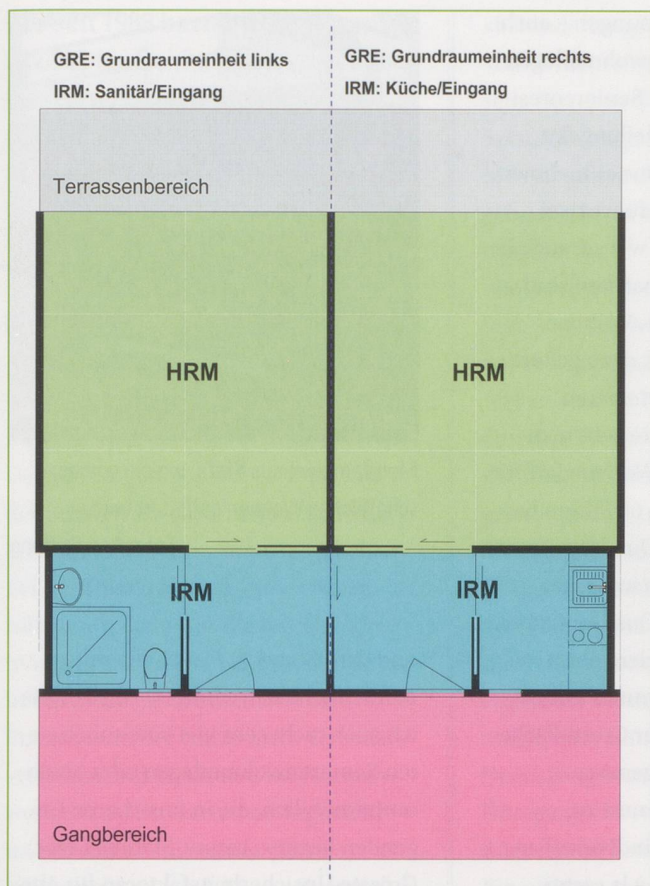 GRE: Grundraumeinheit links
IRM: Sanitär/Eingang
GRE: Grundraumeinheit rechts
IRM: Küche/Eingang
Terrassenbereich
HRM
HRM
IRM
IRM
Gangbereich